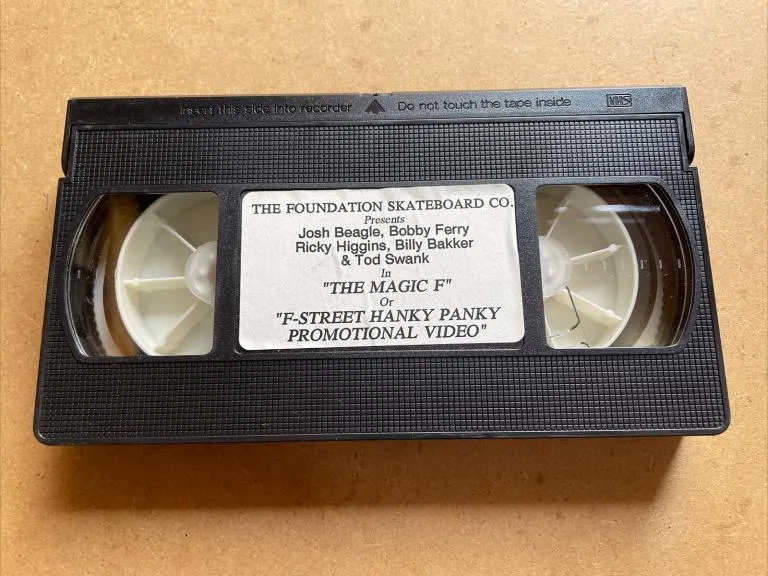 Insert this side into recorder Do not touch the tape inside VHS
THE FOUNDATION SKATEBOARD CO.
Presents
Josh Beagle, Bobby Ferry
Ricky Higgins, Billy Bakker
& Tod Swank
In
"THE MAGIC F"
Or
"F-STREET HANKY PANKY
PROMOTIONAL VIDEO"